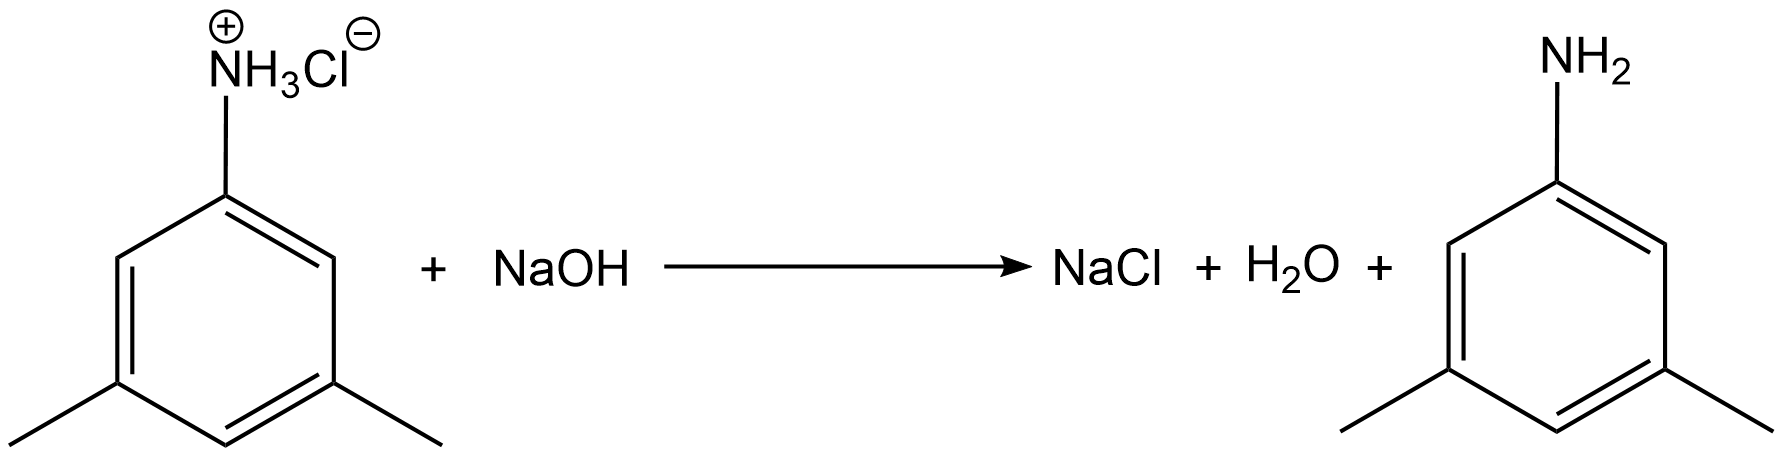 ⊕
NH₃Cl⊖
+ NaOH
NaCl + H₂O +
NH₂